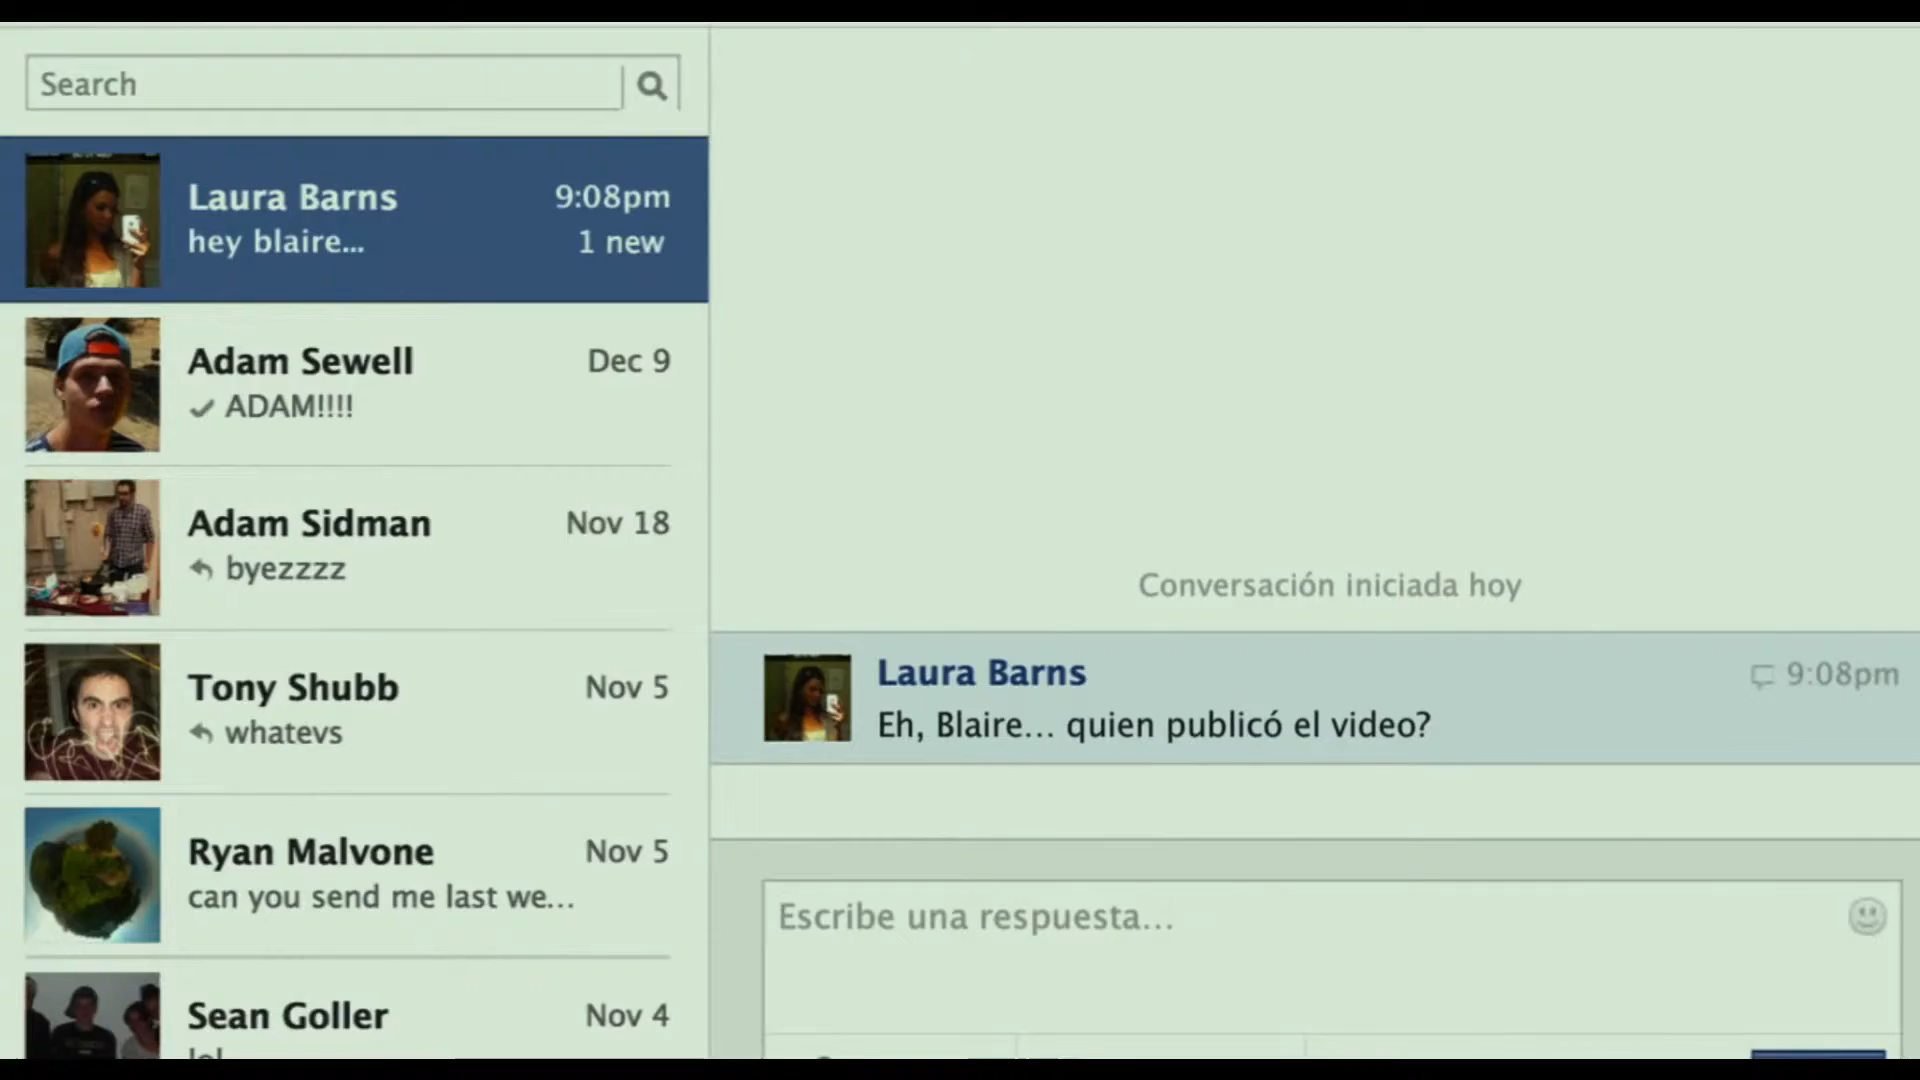 Search
Laura Barns
9:08pm
hey blaire...
1 new
Adam Sewell
Dec 9
ADAM!!!!
Adam Sidman
Nov 18
byezzzz
Tony Shubb
Nov 5
whatevs
Ryan Malvone
Nov 5
can you send me last we...
Sean Goller
Nov 4
lol
Conversación iniciada hoy
Laura Barns
9:08pm
Eh, Blaire... quien publicó el video?
Escribe una respuesta...